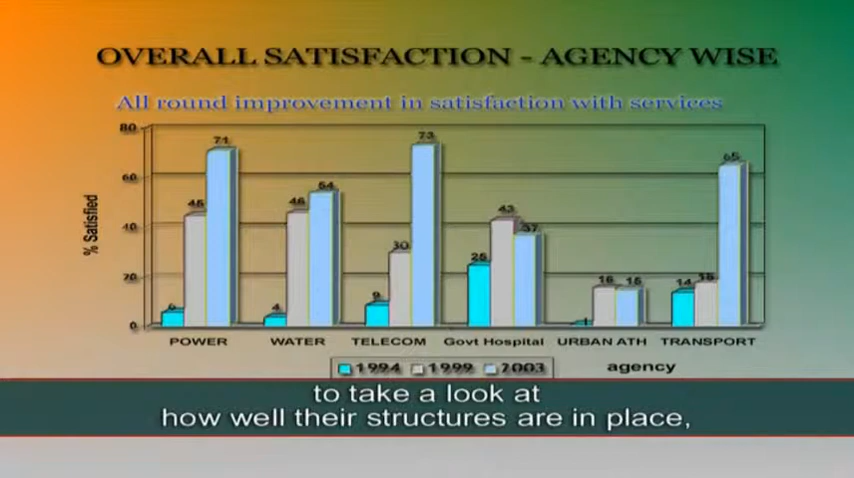 OVERALL SATISFACTION - AGENCY WISE
All round improvement in satisfaction with services
% Satisfied
80
60
40
20
0
6
45
71
4
46
54
9
30
73
25
43
37
1
16
15
14
18
65
POWER
WATER
TELECOM
Govt Hospital
URBAN ATH
TRANSPORT
1994
1999
2003
agency
to take a look at
how well their structures are in place,